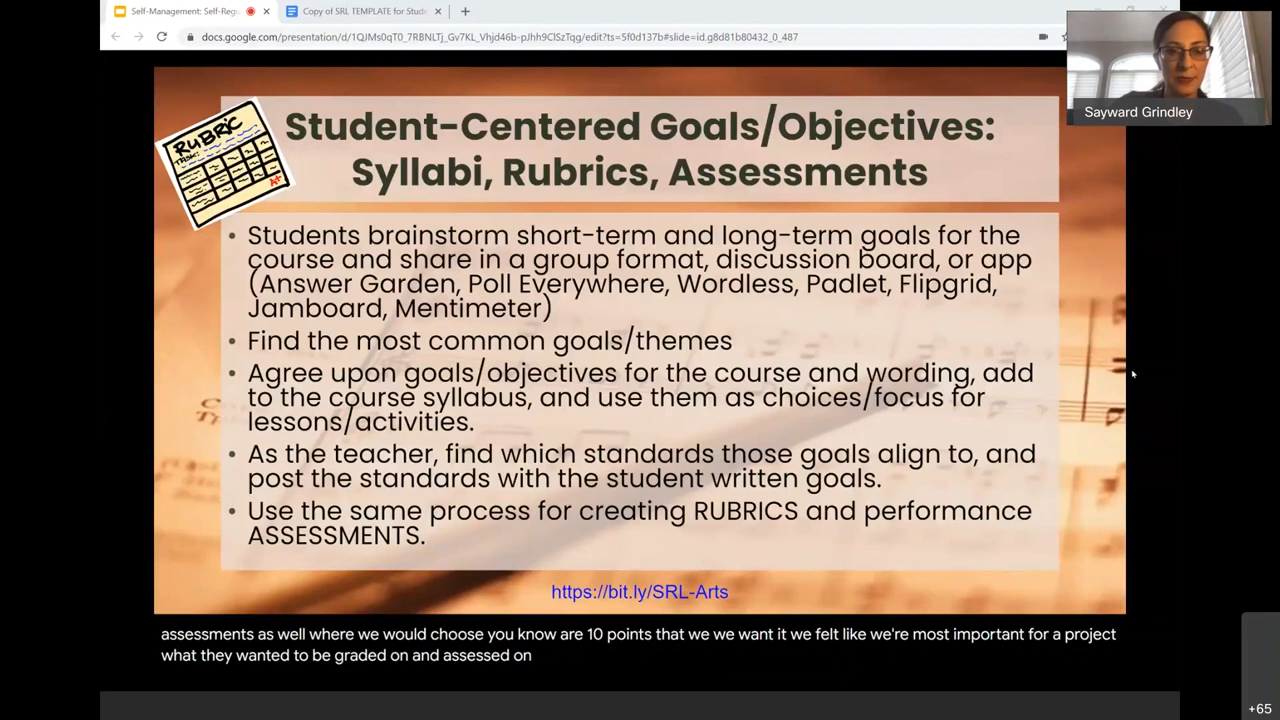 Self-Management: Self-Reg
Copy of SRL TEMPLATE for Stude
docs.google.com/presentation/d/1QJMs0qT0_7RBNLTj_Gv7KL_Vhjd46b-pJhh9ClSzTqg/edit?ts=5f0d137b#slide=id.g8d81b80432_0_487
Sayward Grindley
RUBRIC
TASK:
A+
Student-Centered Goals/Objectives:
Syllabi, Rubrics, Assessments
• Students brainstorm short-term and long-term goals for the
course and share in a group format, discussion board, or app
(Answer Garden, Poll Everywhere, Wordless, Padlet, Flipgrid,
Jamboard, Mentimeter)
• Find the most common goals/themes
• Agree upon goals/objectives for the course and wording, add
to the course syllabus, and use them as choices/focus for
lessons/activities.
• As the teacher, find which standards those goals align to, and
post the standards with the student written goals.
• Use the same process for creating RUBRICS and performance
ASSESSMENTS.
https://bit.ly/SRL-Arts
assessments as well where we would choose you know are 10 points that we we want it we felt like we're most important for a project
what they wanted to be graded on and assessed on
+65